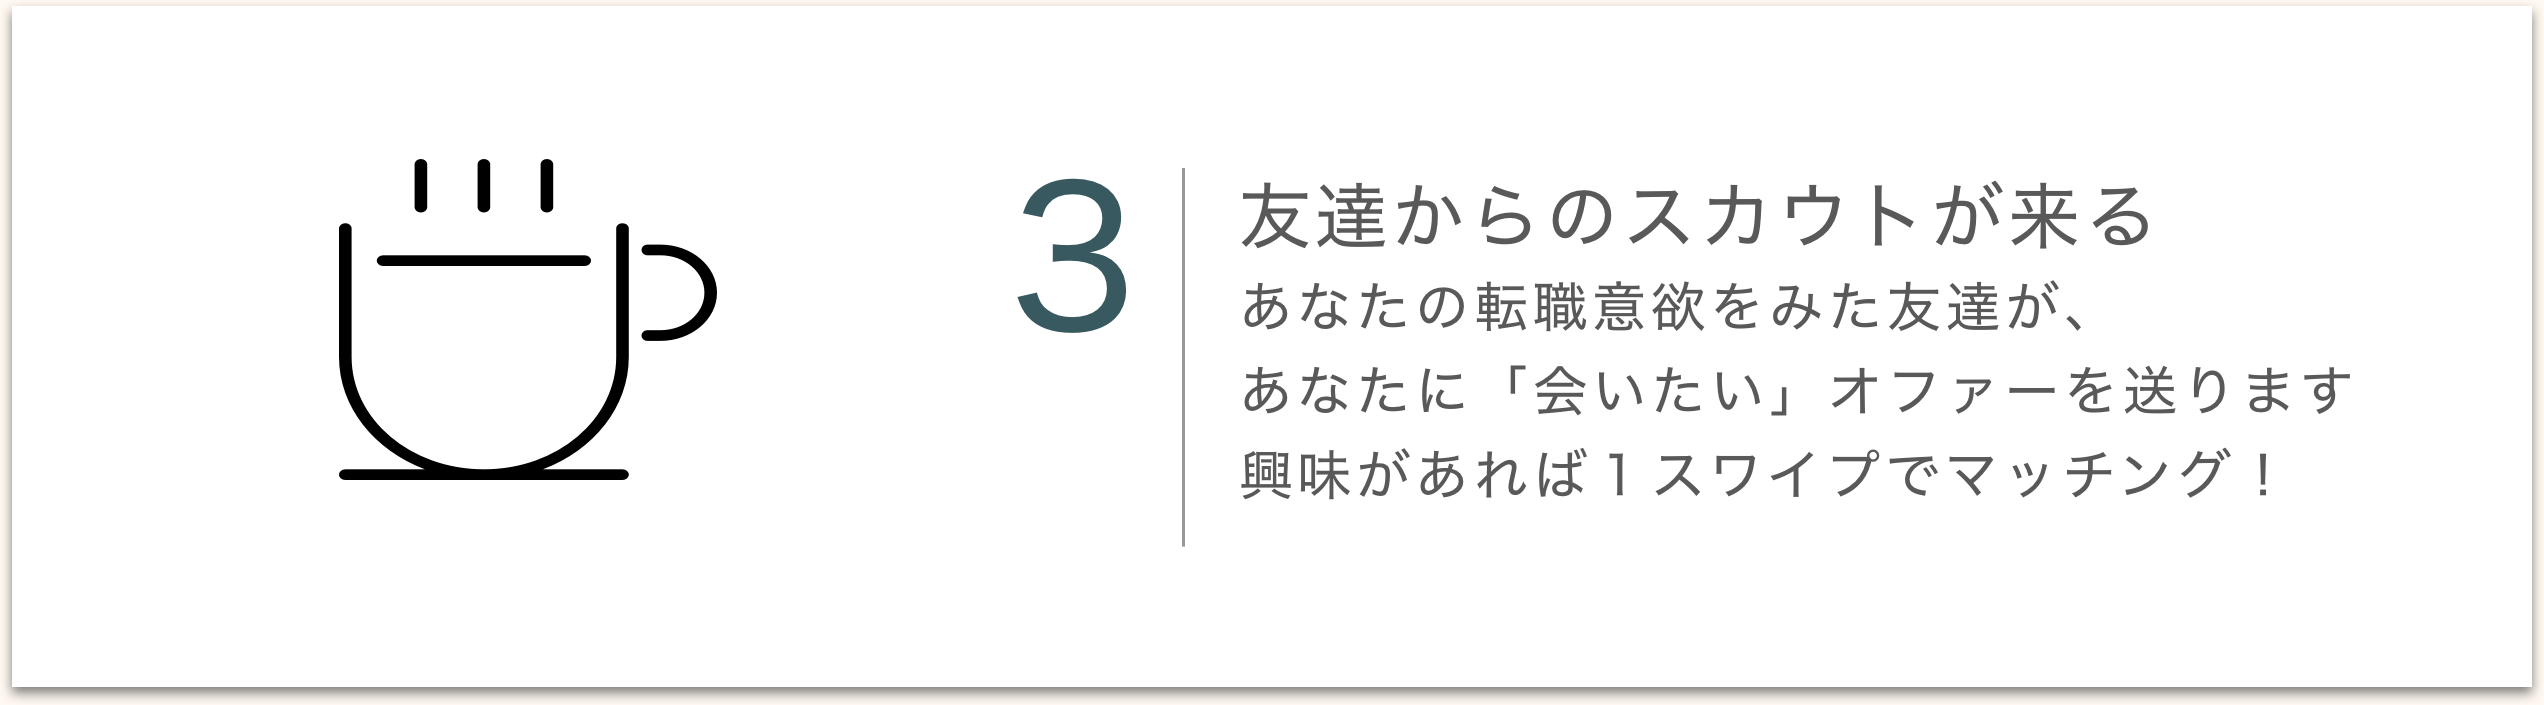 3
友達からのスカウトが来る
あなたの転職意欲をみた友達が、
あなたに「会いたい」オファーを送ります
興味があれば１スワイプでマッチング！